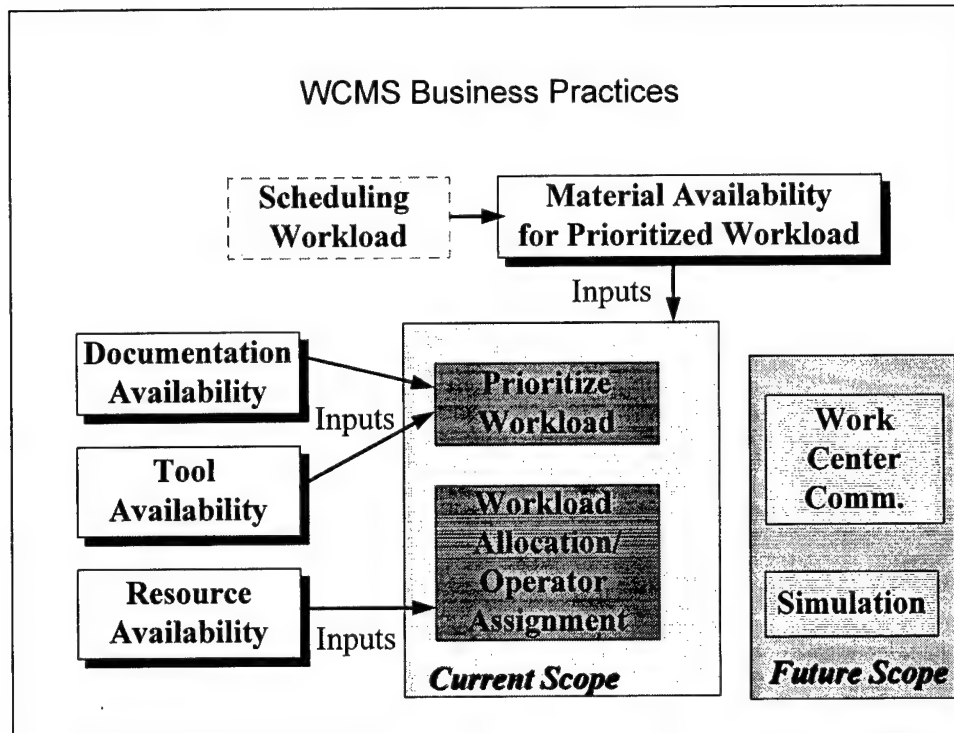 WCMS Business Practices
Scheduling
Workload
Material Availability
for Prioritized Workload
Inputs
Documentation
Availability
Inputs
Tool
Availability
Resource
Availability
Inputs
Prioritize
Workload
Workload
Allocation/
Operator
Assignment
Current Scope
Work
Center
Comm.
Simulation
Future Scope